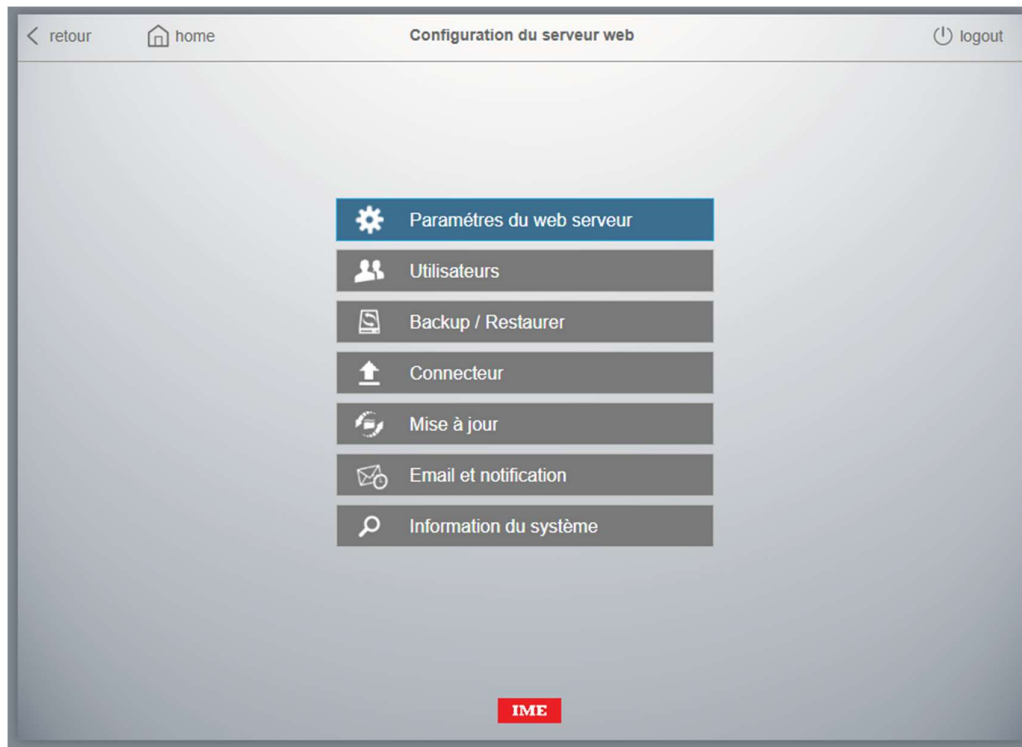 retour home Configuration du serveur web logout
Paramétres du web serveur
Utilisateurs
Backup / Restaurer
Connecteur
Mise à jour
Email et notification
Information du système
IME